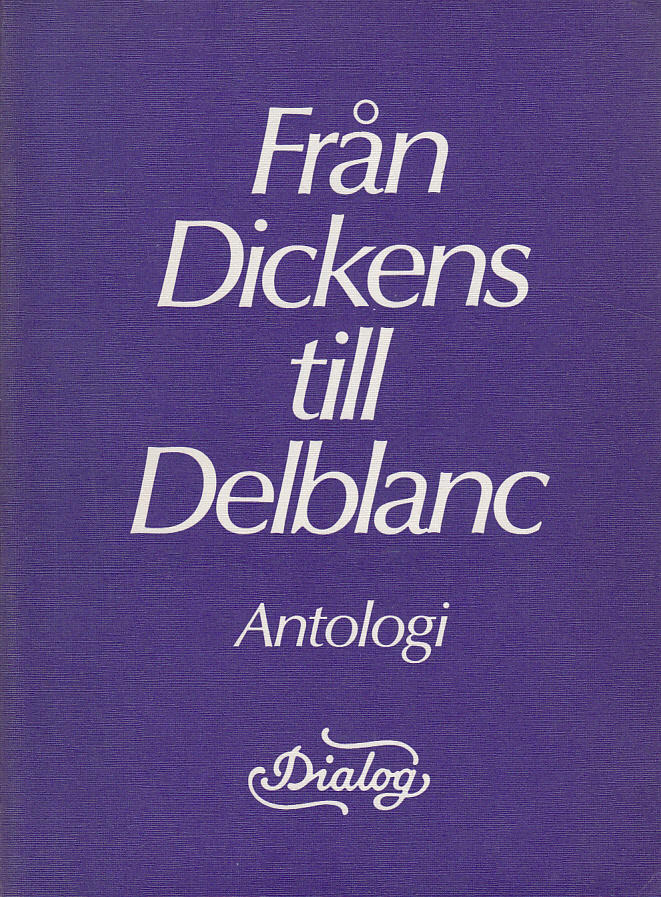 Från
Dickens
till
Delblanc
Antologi
Dialog